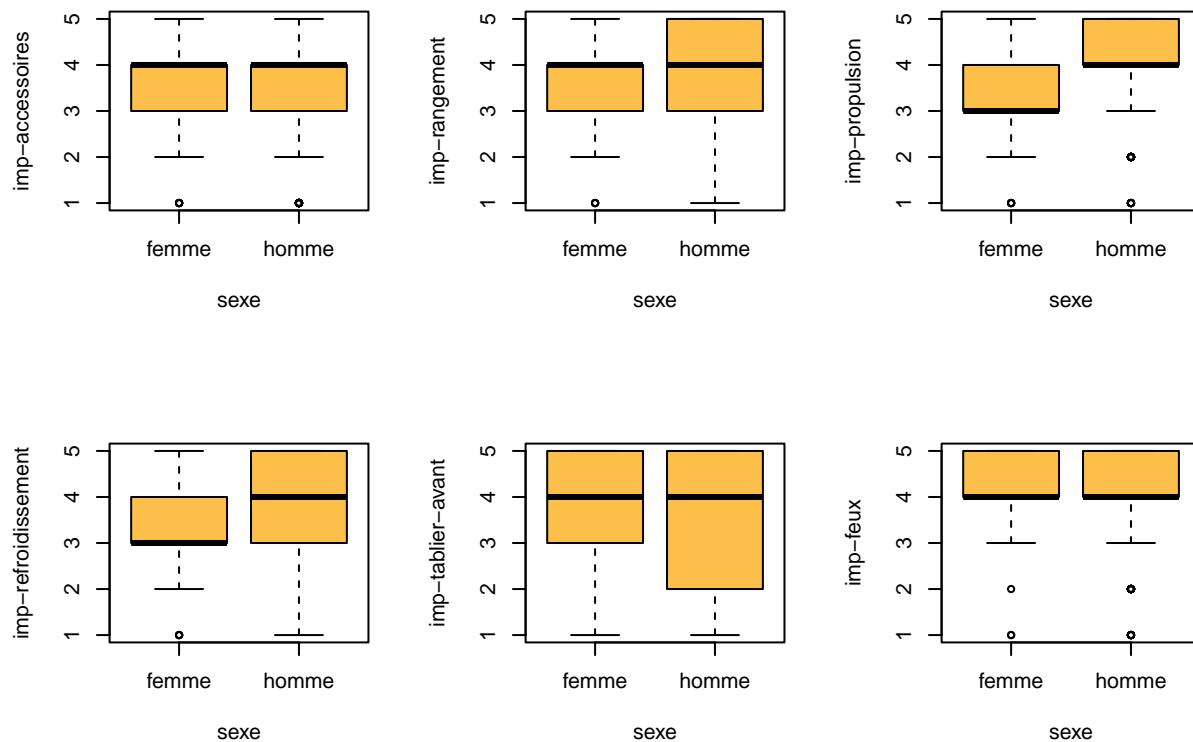 imp−accessoires
5
4
3
2
1
femme homme
sexe
imp−rangement
5
4
3
2
1
femme homme
sexe
imp−propulsion
5
4
3
2
1
femme homme
sexe
imp−refroidissement
5
4
3
2
1
femme homme
sexe
imp−tablier−avant
5
4
3
2
1
femme homme
sexe
imp−feux
5
4
3
2
1
femme homme
sexe